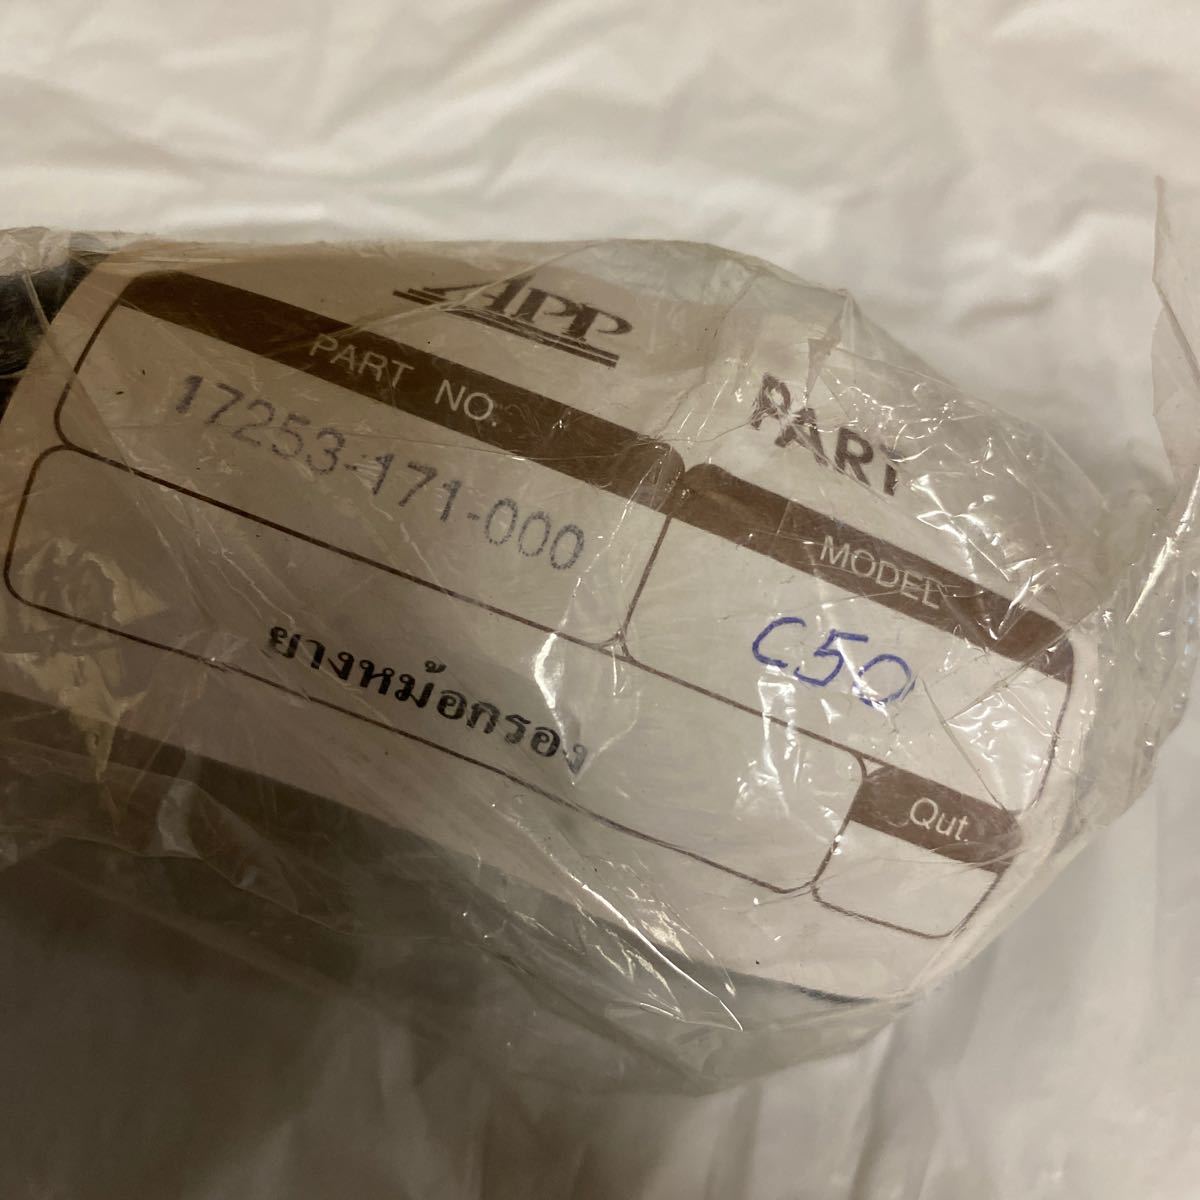 APP PART
PART NO. MODEL
17253-171-000 C50
ยางหม้อกรอง
Qut.